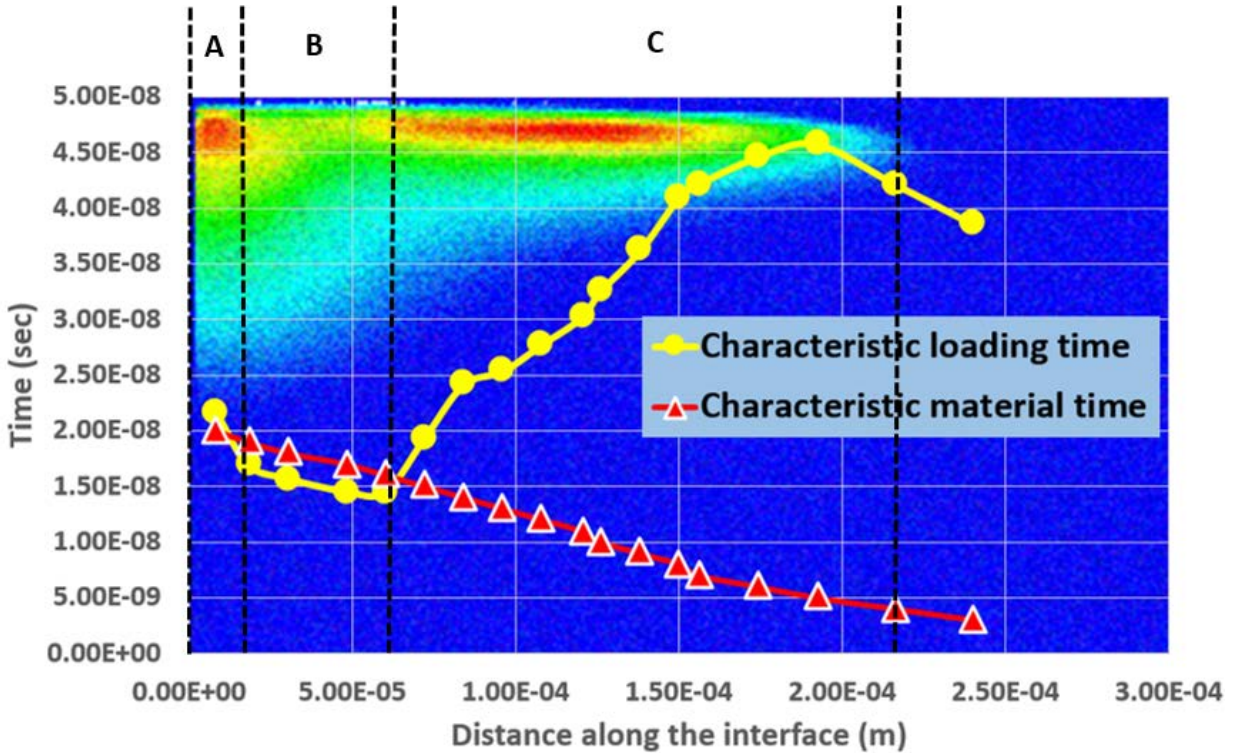 A
B
C
5.00E-08
4.50E-08
4.00E-08
3.50E-08
3.00E-08
2.50E-08
2.00E-08
1.50E-08
1.00E-08
5.00E-09
0.00E+00
Time (sec)
Characteristic loading time
Characteristic material time
0.00E+00 5.00E-05 1.00E-04 1.50E-04 2.00E-04 2.50E-04 3.00E-04
Distance along the interface (m)